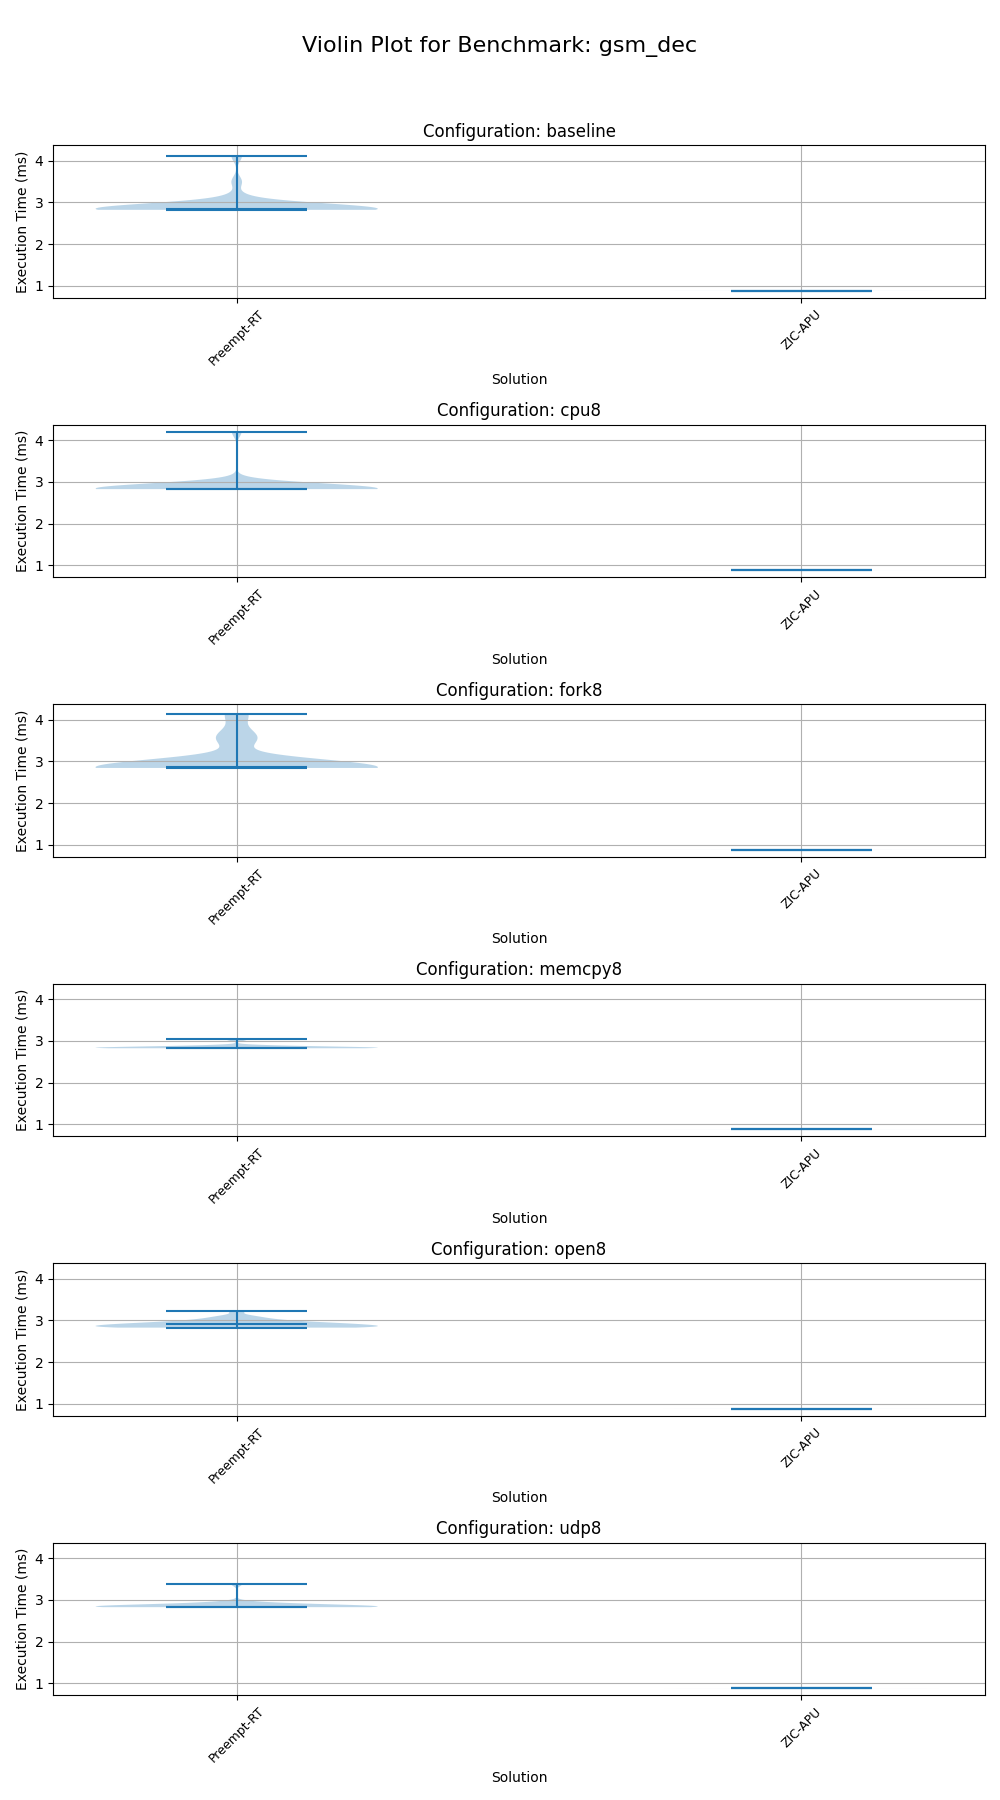 Violin Plot for Benchmark: gsm_dec
Configuration: baseline
Execution Time (ms)
4
3
2
1
Preempt-RT
ZIC-APU
Solution
Configuration: cpu8
Execution Time (ms)
4
3
2
1
Preempt-RT
ZIC-APU
Solution
Configuration: fork8
Execution Time (ms)
4
3
2
1
Preempt-RT
ZIC-APU
Solution
Configuration: memcpy8
Execution Time (ms)
4
3
2
1
Preempt-RT
ZIC-APU
Solution
Configuration: open8
Execution Time (ms)
4
3
2
1
Preempt-RT
ZIC-APU
Solution
Configuration: udp8
Execution Time (ms)
4
3
2
1
Preempt-RT
ZIC-APU
Solution